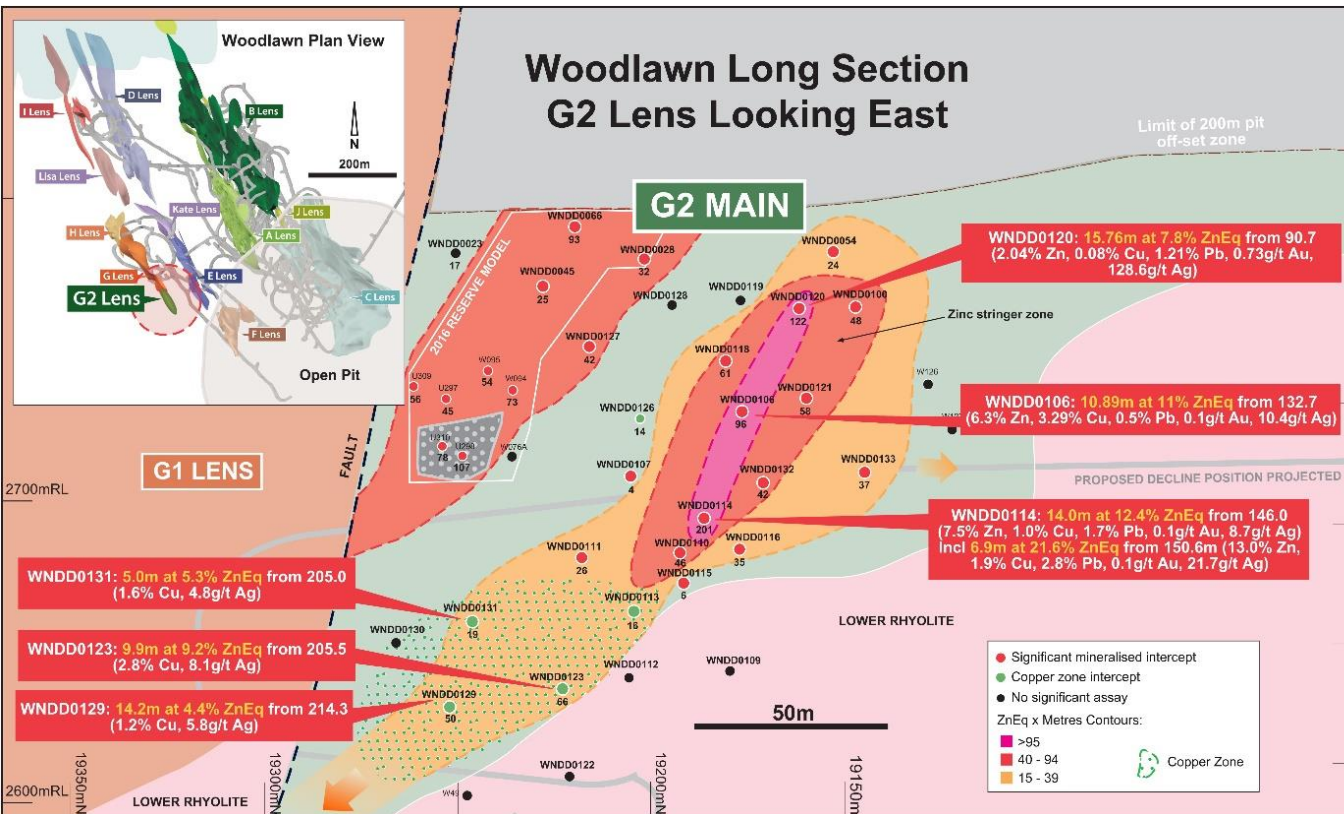 Woodlawn Plan View
I Lens
D Lens
B Lens
N
200m
Lisa Lens
Kate Lens
J Lens
H Lens
A Lens
G Lens
E Lens
G2 Lens
C Lens
F Lens
Open Pit
Woodlawn Long Section
G2 Lens Looking East
Limit of 200m pit
off-set zone
G2 MAIN
WNDD0023
17
2016 RESERVE MODEL
WNDD0066
93
WNDD0028
32
WNDD0045
25
WNDD0128
WNDD0119
WNDD0054
24
WNDD0120
122
WNDD0100
48
Zinc stringer zone
WNDD0120: 15.76m at 7.8% ZnEq from 90.7
(2.04% Zn, 0.08% Cu, 1.21% Pb, 0.73g/t Au,
128.6g/t Ag)
WNDD0127
42
WNDD0118
61
U309
56
U297
45
W095
54
W094
73
WNDD0121
58
WNDD0106
96
W126
WNDD0126
14
WNDD0106: 10.89m at 11% ZnEq from 132.7
(6.3% Zn, 3.29% Cu, 0.5% Pb, 0.1g/t Au, 10.4g/t Ag)
U310
78
U298
107
W076A
FAULT
G1 LENS
WNDD0107
4
WNDD0132
42
WNDD0133
37
PROPOSED DECLINE POSITION PROJECTED
2700mRL
WNDD0114
201
WNDD0114: 14.0m at 12.4% ZnEq from 146.0
(7.5% Zn, 1.0% Cu, 1.7% Pb, 0.1g/t Au, 8.7g/t Ag)
Incl 6.9m at 21.6% ZnEq from 150.6m (13.0% Zn,
1.9% Cu, 2.8% Pb, 0.1g/t Au, 21.7g/t Ag)
WNDD0111
26
WNDD0110
46
WNDD0116
35
WNDD0115
6
WNDD0131: 5.0m at 5.3% ZnEq from 205.0
(1.6% Cu, 4.8g/t Ag)
WNDD0131
19
WNDD0113
16
LOWER RHYOLITE
WNDD0130
WNDD0123: 9.9m at 9.2% ZnEq from 205.5
(2.8% Cu, 8.1g/t Ag)
WNDD0112
WNDD0109
WNDD0123
66
WNDD0129: 14.2m at 4.4% ZnEq from 214.3
(1.2% Cu, 5.8g/t Ag)
WNDD0129
50
50m
Significant mineralised intercept
Copper zone intercept
No significant assay
ZnEq x Metres Contours:
>95
40 - 94
15 - 39
Copper Zone
WNDD0122
W49
19350mN
19300mN
19200mN
19150mN
2600mRL
LOWER RHYOLITE